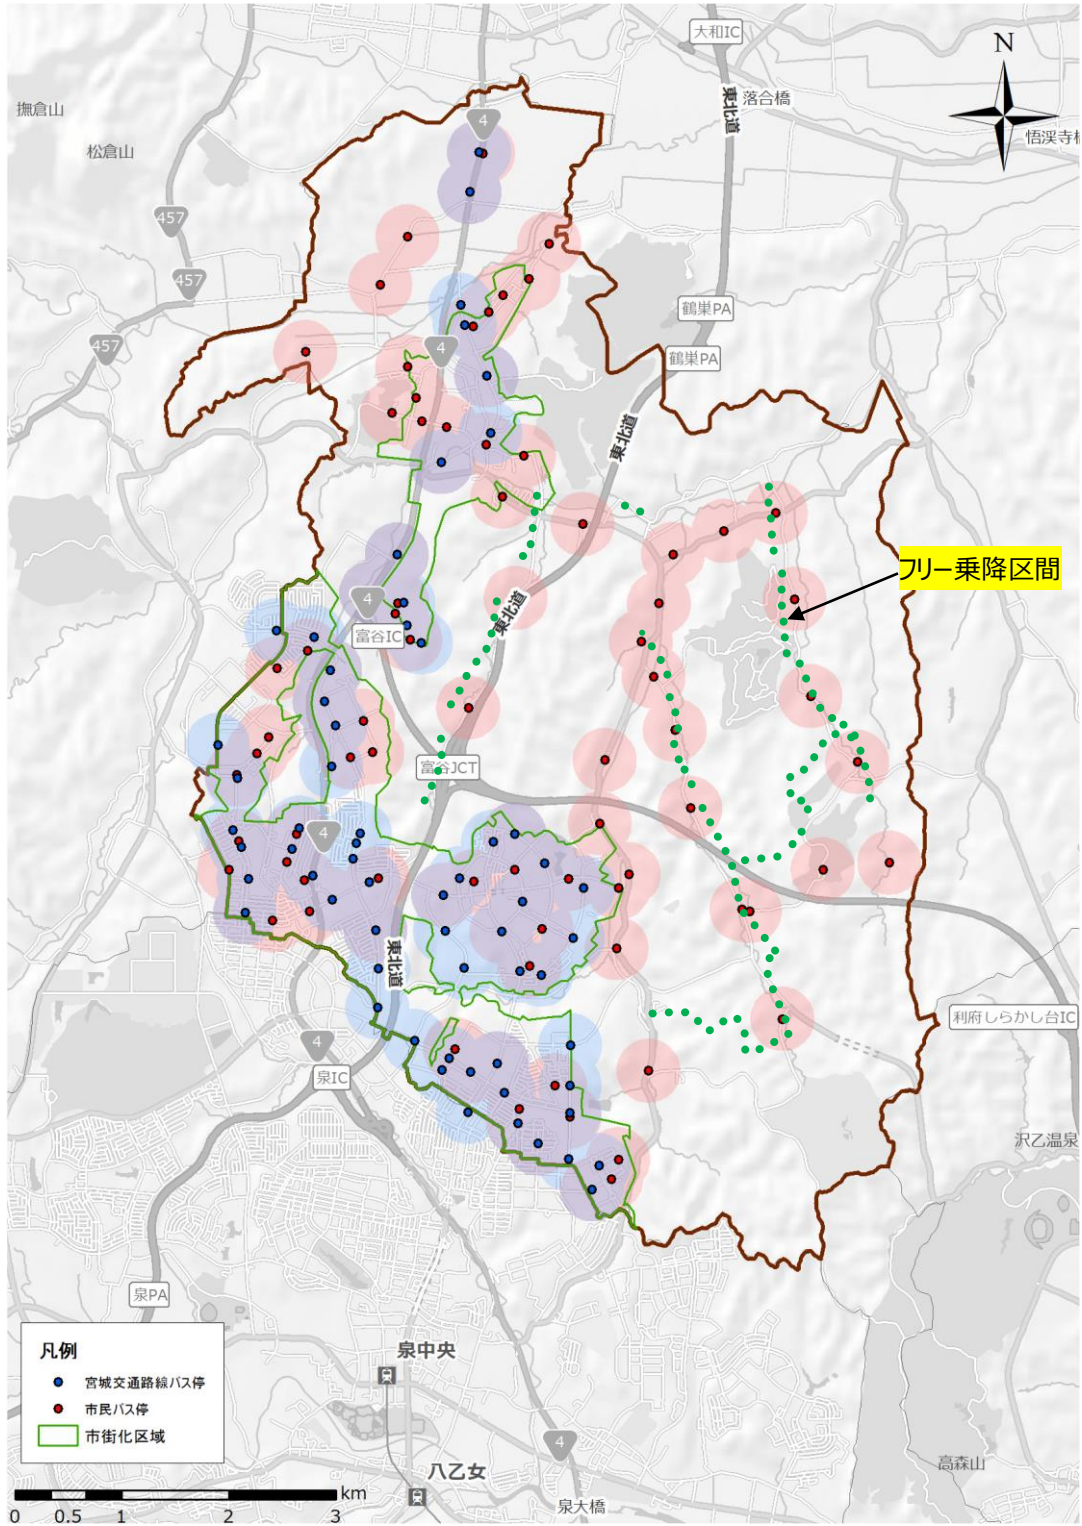 大和IC
4
N
撫倉山
東北道
落合橋
悟渓寺橋
松倉山
457
457
鶴巣PA
457
4
鶴巣PA
東北道
フリー乗降区間
4
東北道
富谷IC
富谷JCT
4
東北道
利府しらかし台IC
4
泉IC
沢乙温泉
泉PA
凡例
宮城交通路線バス停
市民バス停
市街化区域
泉中央
4
高森山
八乙女
泉大橋
km
0 0.5 1 2 3